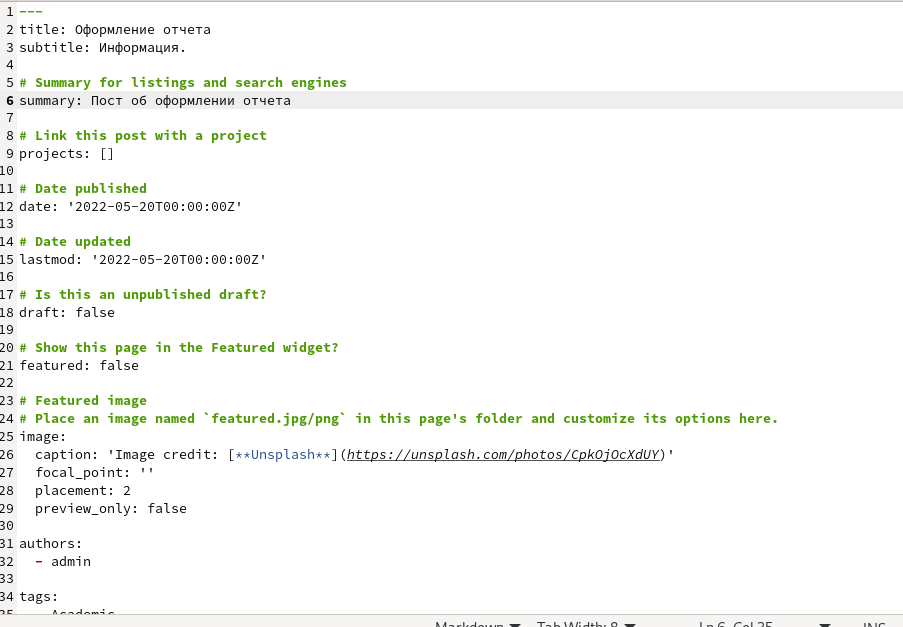 1 ---
2 title: Оформление отчета
3 subtitle: Информация.
4
5 # Summary for listings and search engines
6 summary: Пост об оформлении отчета
7
8 # Link this post with a project
9 projects: []
10
11 # Date published
12 date: '2022-05-20T00:00:00Z'
13
14 # Date updated
15 lastmod: '2022-05-20T00:00:00Z'
16
17 # Is this an unpublished draft?
18 draft: false
19
20 # Show this page in the Featured widget?
21 featured: false
22
23 # Featured image
24 # Place an image named `featured.jpg/png` in this page's folder and customize its options here.
25 image:
26   caption: 'Image credit: [**Unsplash**](https://unsplash.com/photos/CpkOjOcXdUY)'
27   focal_point: ''
28   placement: 2
29   preview_only: false
30
31 authors:
32   - admin
33
34 tags:
35   - Academic
Markdown Tab Width: 8 Ln 6, Col 35 INS